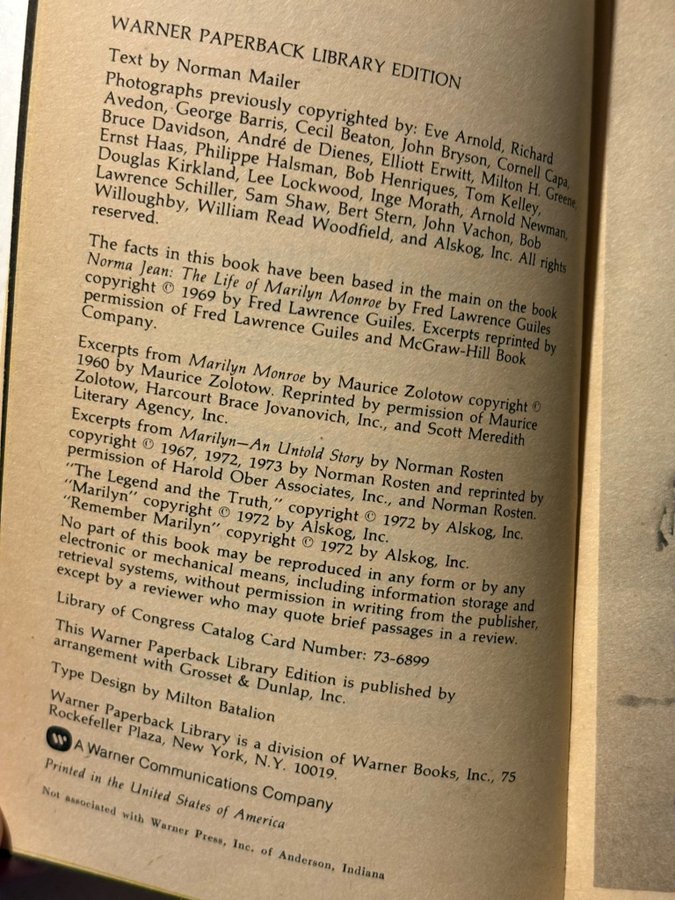 WARNER PAPERBACK LIBRARY EDITION
Text by Norman Mailer
Photographs previously copyrighted by: Eve Arnold, Richard
Avedon, George Barris, Cecil Beaton, John Bryson, Cornell Capa,
Bruce Davidson, André de Dienes, Elliott Erwitt, Milton H. Greene,
Ernst Haas, Philippe Halsman, Bob Henriques, Tom Kelley,
Douglas Kirkland, Lee Lockwood, Inge Morath, Arnold Newman,
Lawrence Schiller, Sam Shaw, Bert Stern, John Vachon, Bob
Willoughby, William Read Woodfield, and Alskog, Inc. All rights
reserved.
The facts in this book have been based in the main on the book
Norma Jean: The Life of Marilyn Monroe by Fred Lawrence Guiles
copyright © 1969 by Fred Lawrence Guiles. Excerpts reprinted by
permission of Fred Lawrence Guiles and McGraw-Hill Book
Company.
Excerpts from Marilyn Monroe by Maurice Zolotow copyright ©
1960 by Maurice Zolotow. Reprinted by permission of Maurice
Zolotow, Harcourt Brace Jovanovich, Inc., and Scott Meredith
Literary Agency, Inc.
Excerpts from Marilyn—An Untold Story by Norman Rosten
copyright © 1967, 1972, 1973 by Norman Rosten and reprinted by
permission of Harold Ober Associates, Inc., and Norman Rosten.
"The Legend and the Truth," copyright © 1972 by Alskog, Inc.
"Marilyn" copyright © 1972 by Alskog, Inc.
"Remember Marilyn" copyright © 1972 by Alskog, Inc.
No part of this book may be reproduced in any form or by any
electronic or mechanical means, including information storage and
retrieval systems, without permission in writing from the publisher,
except by a reviewer who may quote brief passages in a review.
Library of Congress Catalog Card Number: 73-6899
This Warner Paperback Library Edition is published by
arrangement with Grosset & Dunlap, Inc.
Type Design by Milton Batalion
Warner Paperback Library is a division of Warner Books, Inc., 75
Rockefeller Plaza, New York, N.Y. 10019.
A Warner Communications Company
Printed in the United States of America
Not associated with Warner Press, Inc. of Anderson, Indiana